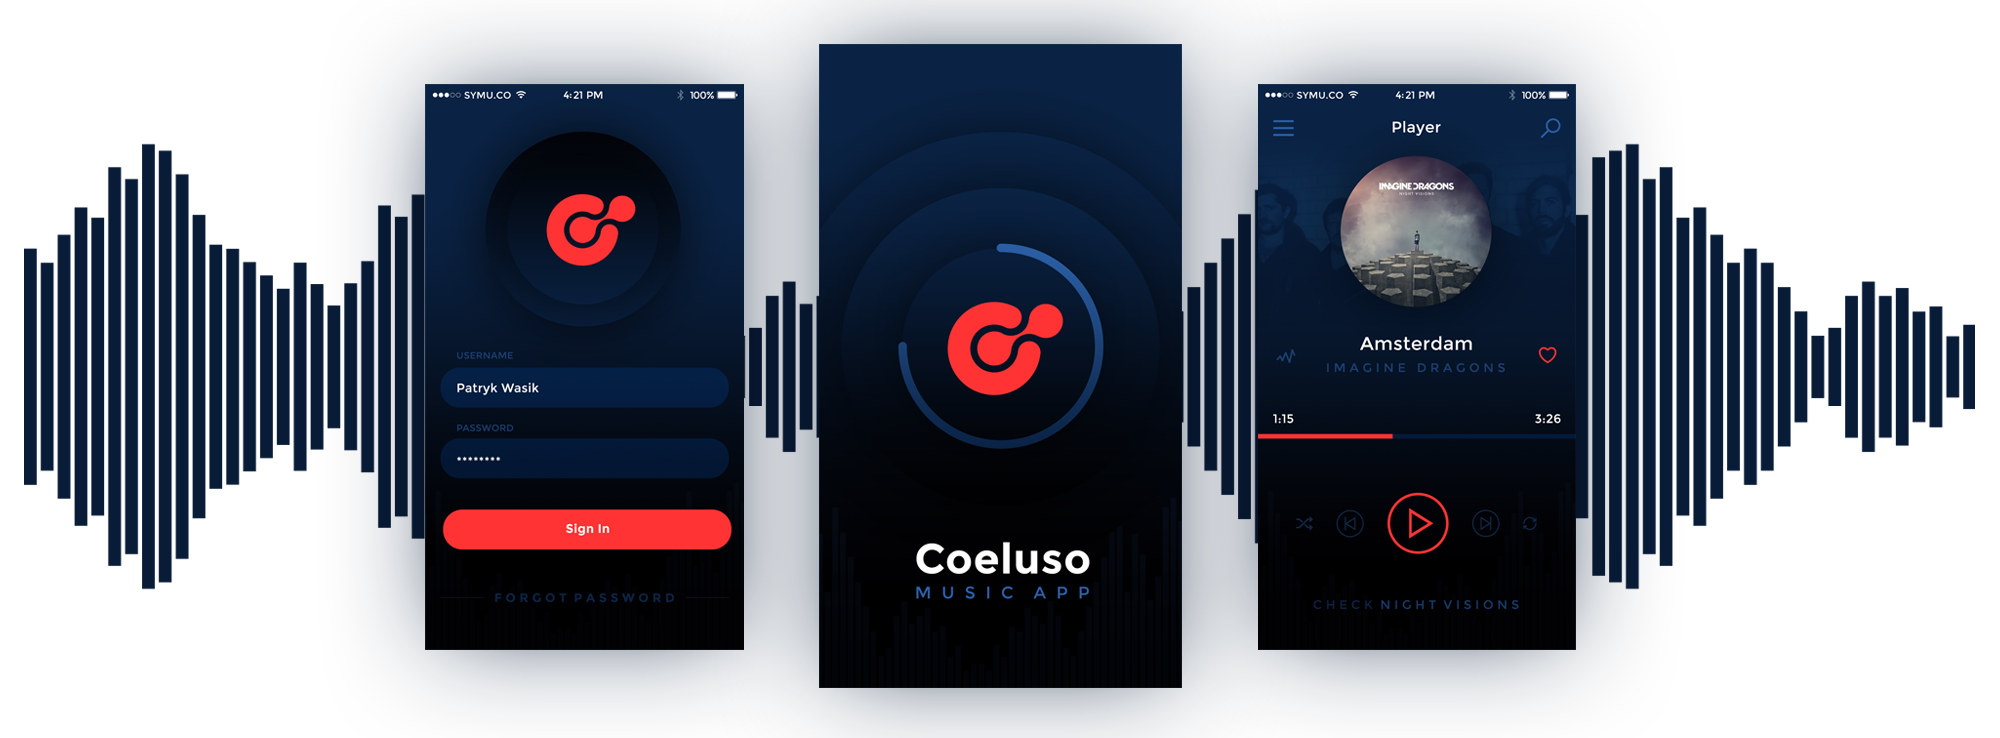 SYMU.CO 4:21 PM 100%
USERNAME
Patryk Wasik
PASSWORD
••••••••
Sign In
FORGOT PASSWORD
Coeluso
MUSIC APP
SYMU.CO 4:21 PM 100%
Player
IMAGINE DRAGONS
NIGHT VISIONS
Amsterdam
IMAGINE DRAGONS
1:15 3:26
CHECK NIGHT VISIONS